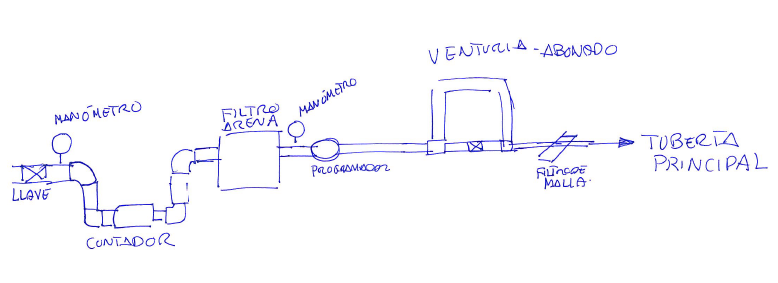 VENTURIA - ABONADO
MANÓMETRO
FILTRO
ARENA
MANÓMETRO
TUBERÍA
PRINCIPAL
LLAVE
PROGRAMADOR
FILTRO DE
MALLA.
CONTADOR